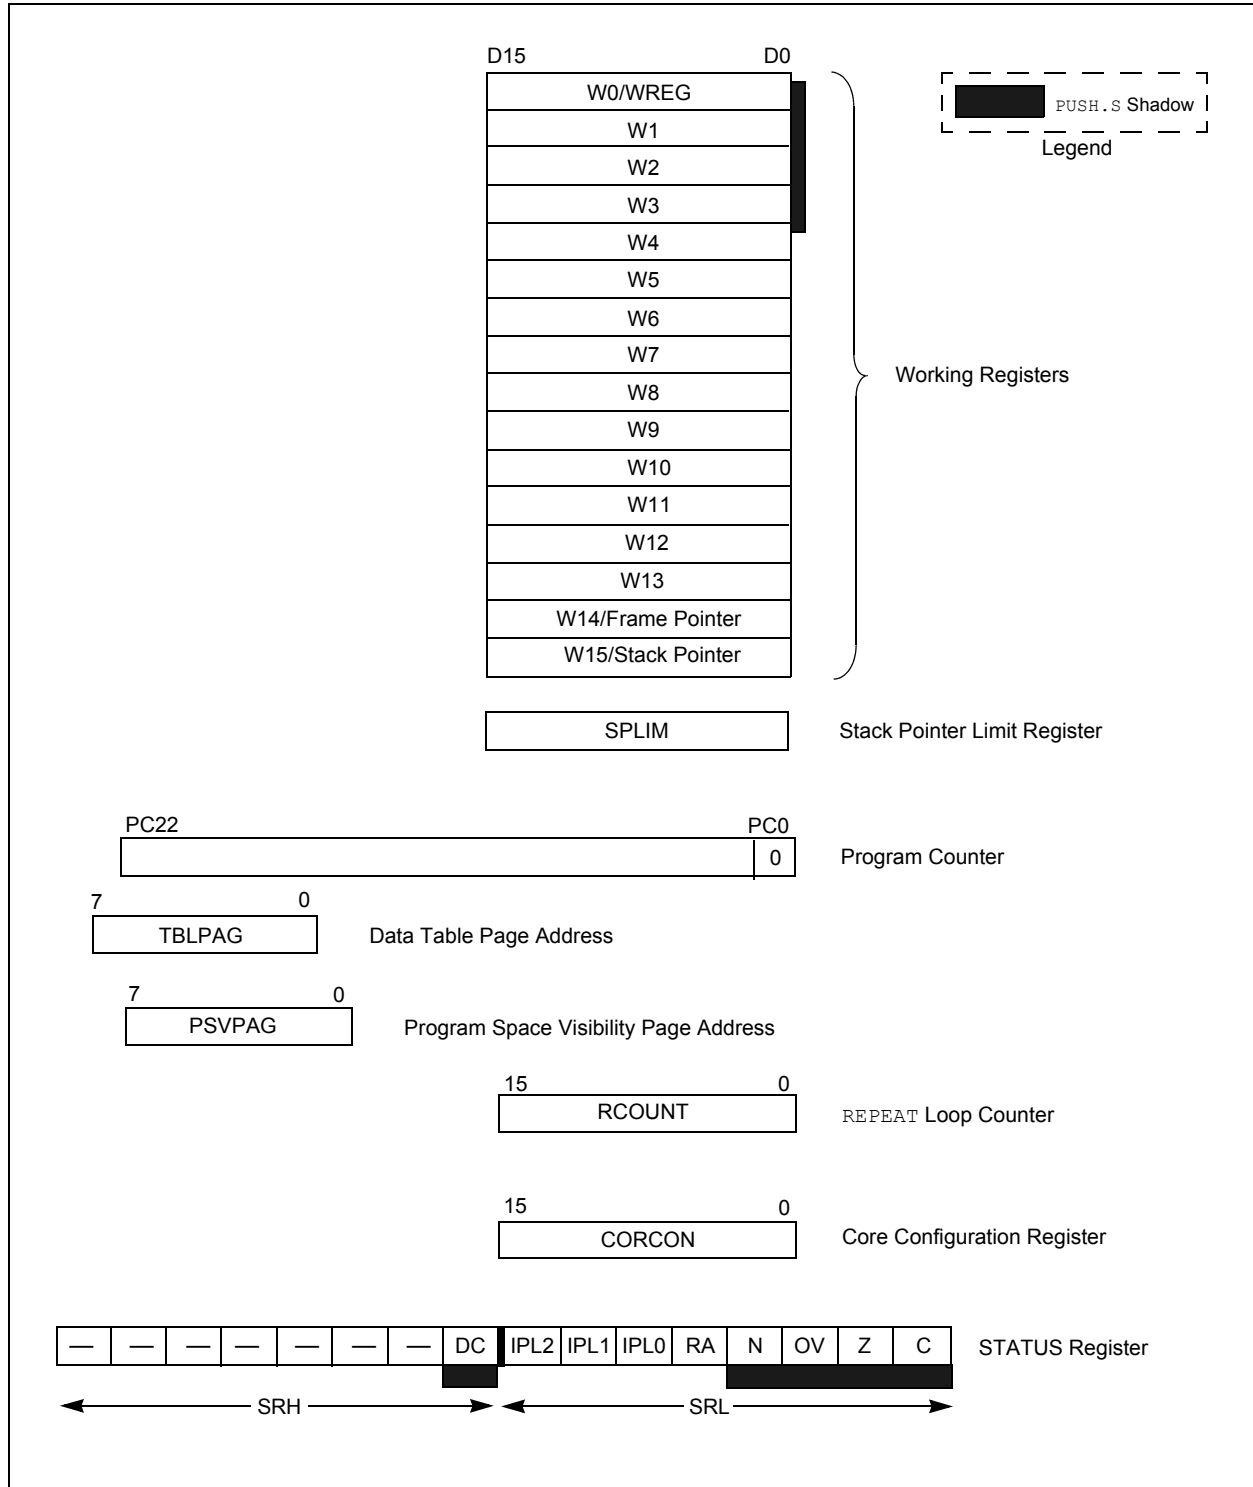 D15 D0
W0/WREG
PUSH.S Shadow
Legend
W1
W2
W3
W4
W5
W6
W7
W8
W9
W10
W11
W12
W13
W14/Frame Pointer
W15/Stack Pointer
Working Registers
SPLIM Stack Pointer Limit Register
PC22 PC0
0 Program Counter
7 0
TBLPAG Data Table Page Address
7 0
PSVPAG Program Space Visibility Page Address
15 0
RCOUNT REPEAT Loop Counter
15 0
CORCON Core Configuration Register
— — — — — — — DC IPL2 IPL1 IPL0 RA N OV Z C STATUS Register
SRH SRL